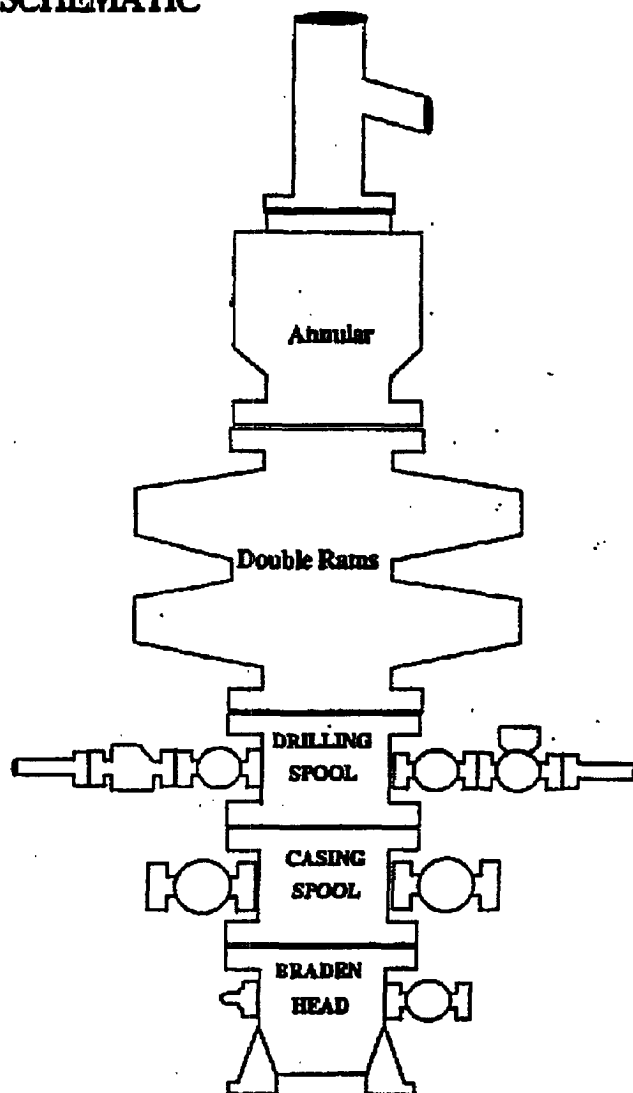 SCHEMATIC
Annular
Double Rams
DRILLING
SPOOL
CASING
SPOOL
BRADEN
HEAD